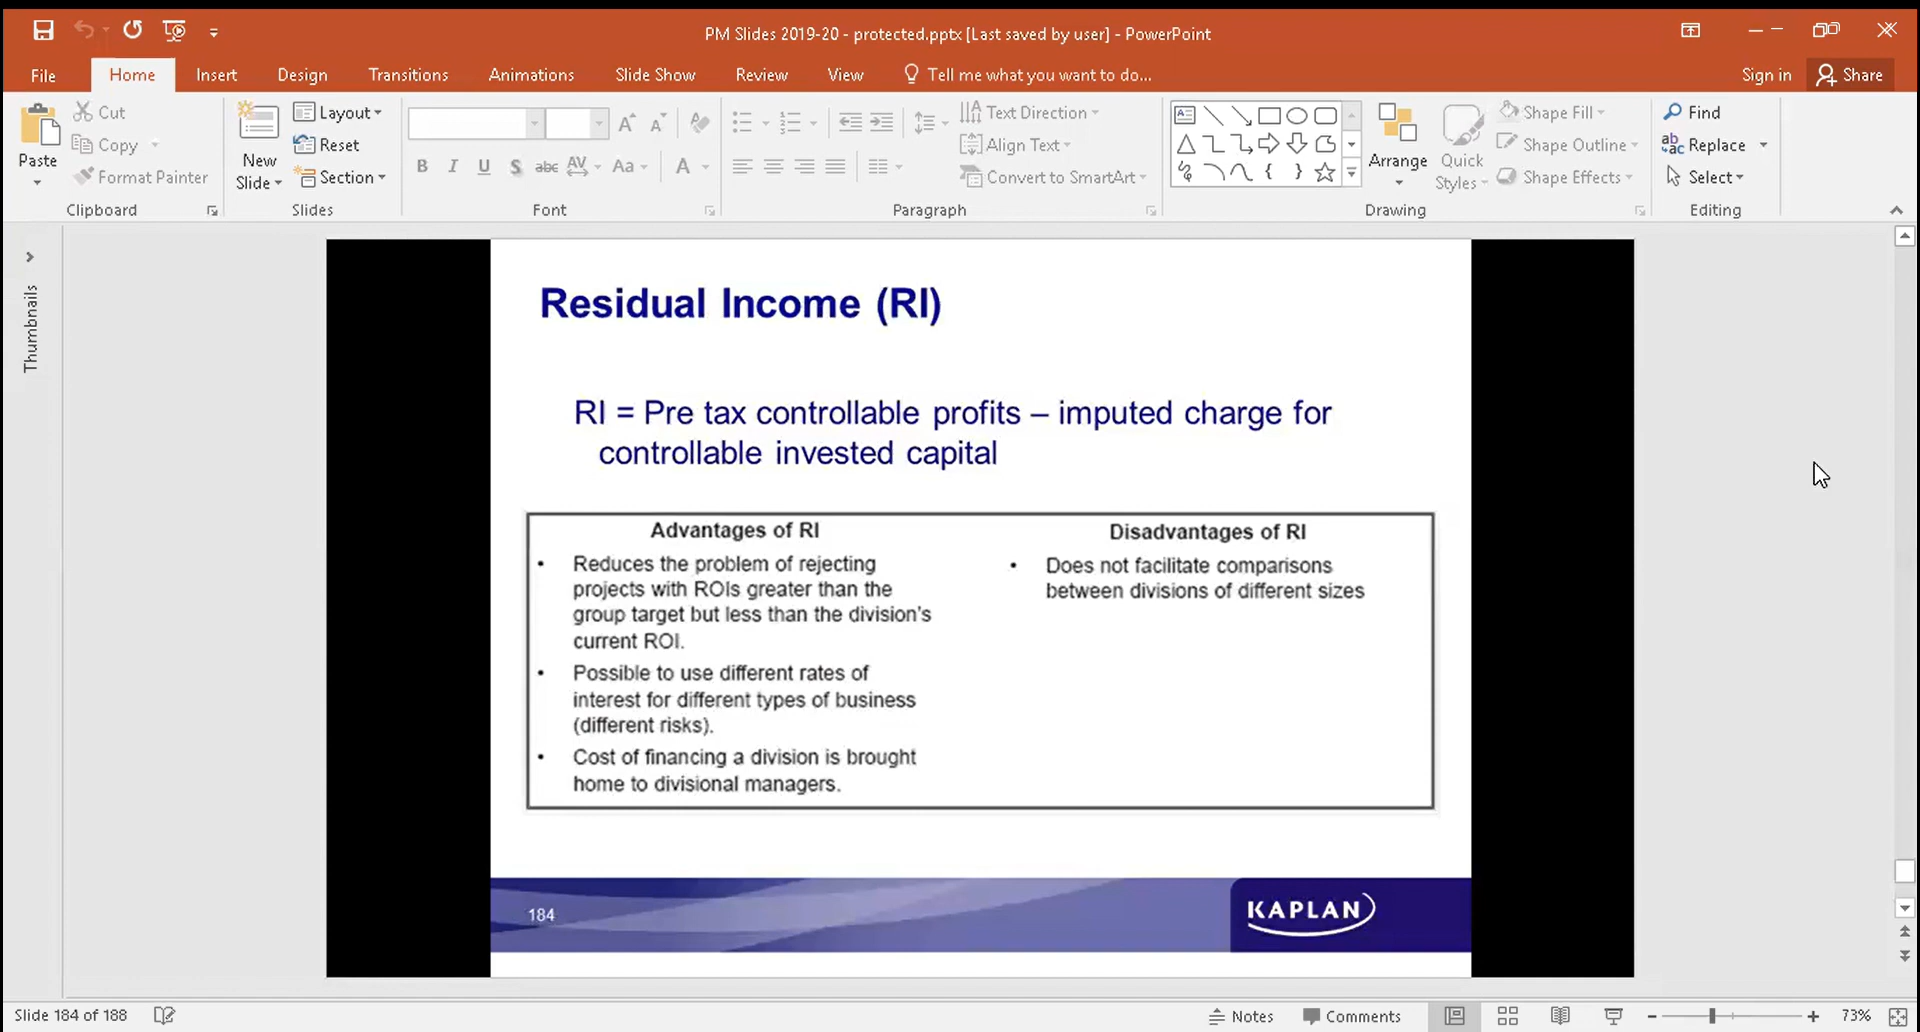 PM Slides 2019-20 - protected.pptx [Last saved by user] - PowerPoint
File Home Insert Design Transitions Animations Slide Show Review View Tell me what you want to do... Sign in Share
Paste
Cut
Copy
Format Painter
Clipboard
New
Slide
Layout
Reset
Section
Slides
B I U S abc AV Aa A
Font
Text Direction
Align Text
Convert to SmartArt
Paragraph
Arrange
Quick
Styles
Shape Fill
Shape Outline
Shape Effects
Drawing
Find
Replace
Select
Editing
Thumbnails
Residual Income (RI)
RI = Pre tax controllable profits – imputed charge for
controllable invested capital
Advantages of RI
• Reduces the problem of rejecting
projects with ROIs greater than the
group target but less than the division's
current ROI.
• Possible to use different rates of
interest for different types of business
(different risks).
• Cost of financing a division is brought
home to divisional managers.
Disadvantages of RI
• Does not facilitate comparisons
between divisions of different sizes
184
KAPLAN
Slide 184 of 188
Notes Comments 73%